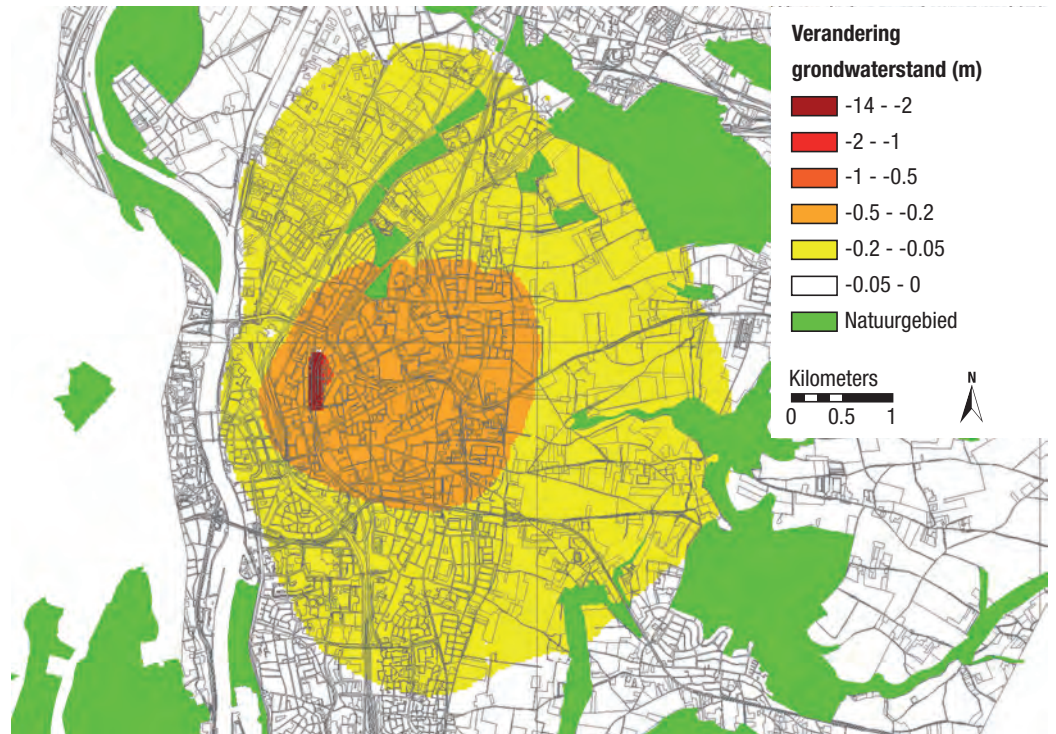 Verandering
grondwaterstand (m)
-14 - -2
-2 - -1
-1 - -0.5
-0.5 - -0.2
-0.2 - -0.05
-0.05 - 0
Natuurgebied
Kilometers
N
0 0.5 1